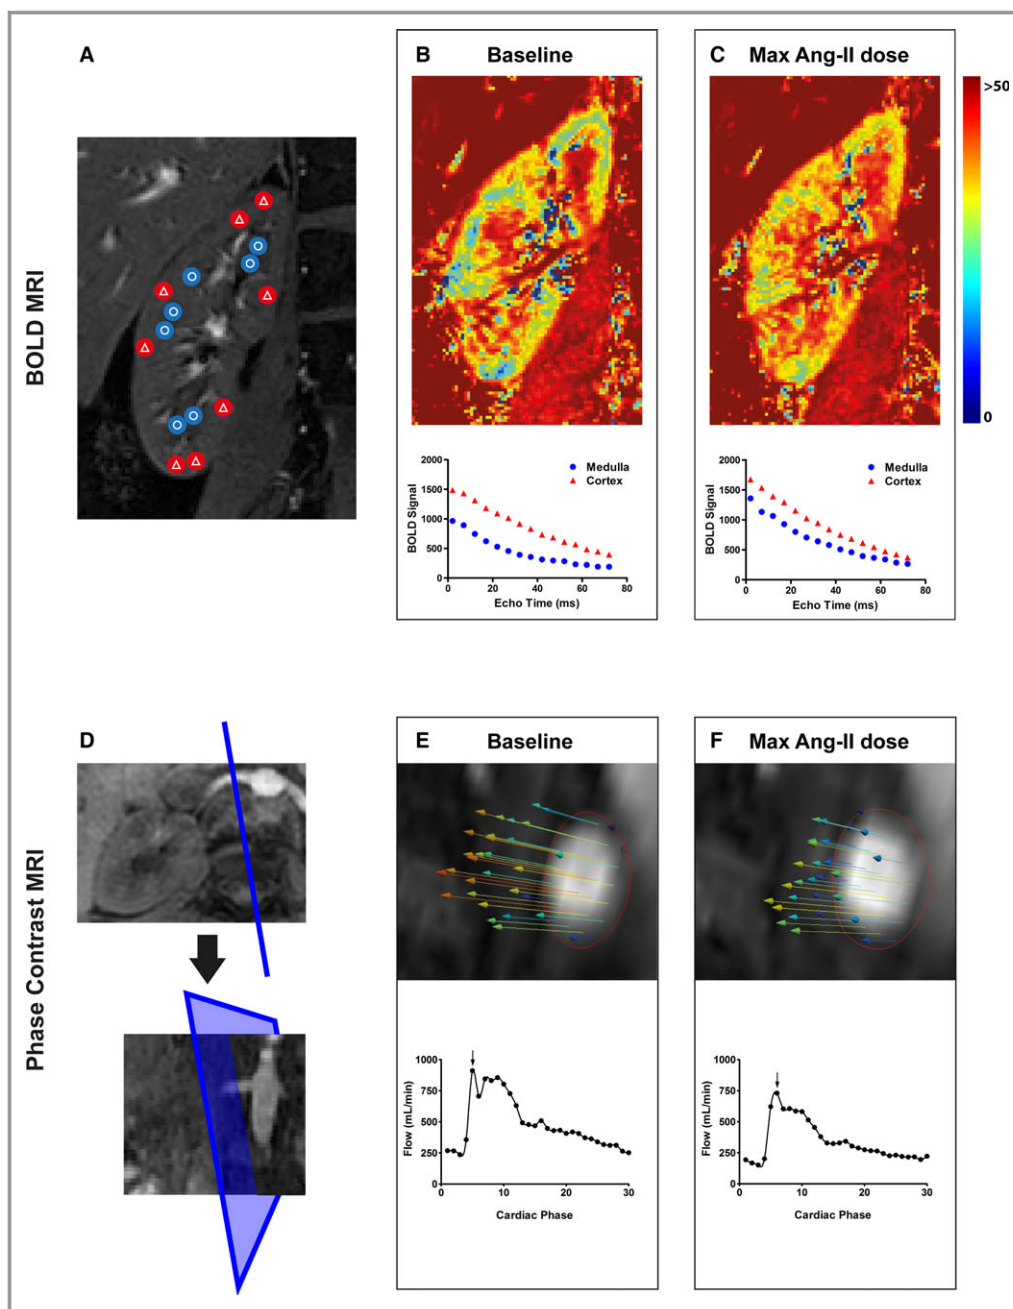 BOLD MRI
A
B Baseline
C Max Ang-II dose
>50
0
2000
1500
1000
500
0
BOLD Signal
Medulla
Cortex
0 20 40 60 80
Echo Time (ms)
2000
1500
1000
500
0
BOLD Signal
Medulla
Cortex
0 20 40 60 80
Echo Time (ms)
Phase Contrast MRI
D
E Baseline
F Max Ang-II dose
1000
750
500
250
0
Flow (mL/min)
0 10 20 30
Cardiac Phase
1000
750
500
250
0
Flow (mL/min)
0 10 20 30
Cardiac Phase